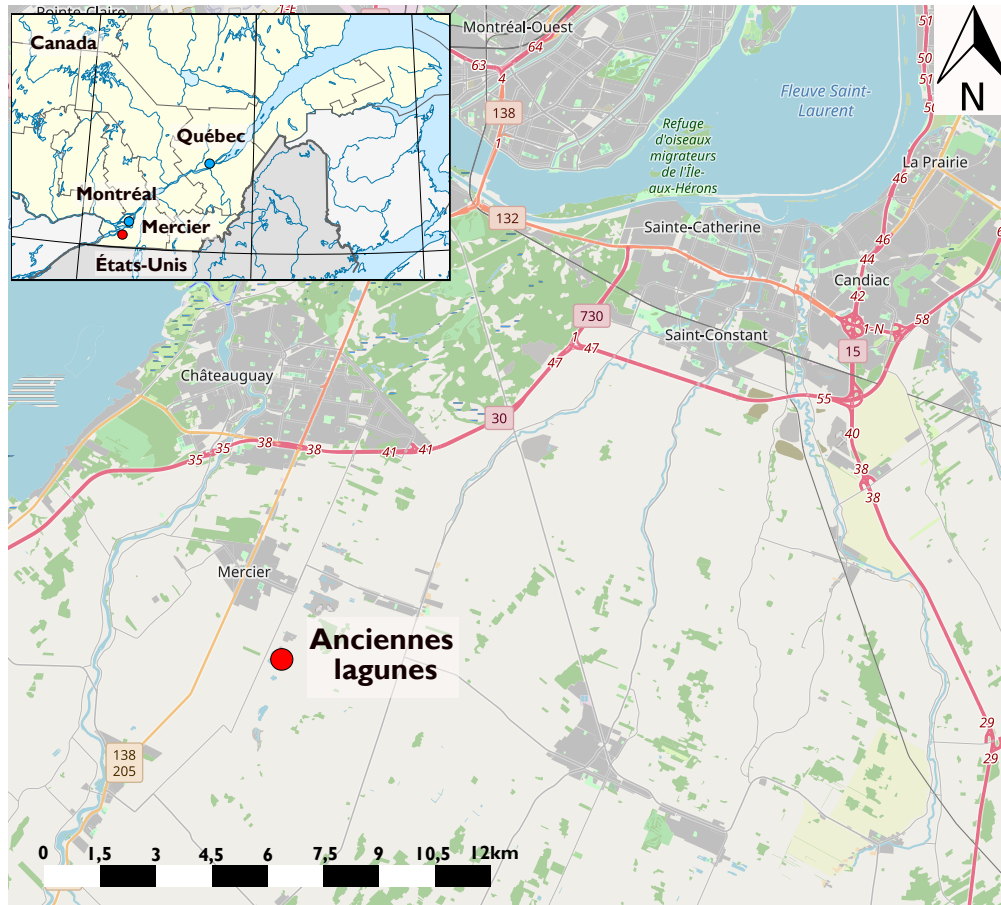 Pointe-Claire
1-E
Canada
Québec
Montréal
Mercier
États-Unis
Montréal-Ouest
64
63
4
138
1
Fleuve Saint-
Laurent
Refuge
d'oiseaux
migrateurs
de l'Île-
aux-Hérons
51
50
51
50
N
La Prairie
46
46
44
42
132
Sainte-Catherine
Candiac
58
1-N
15
730
1
47
47
Saint-Constant
55
Châteauguay
30
40
35
35
38
38
41
41
38
38
Mercier
Anciennes
lagunes
29
29
138
205
0 1,5 3 4,5 6 7,5 9 10,5 12km